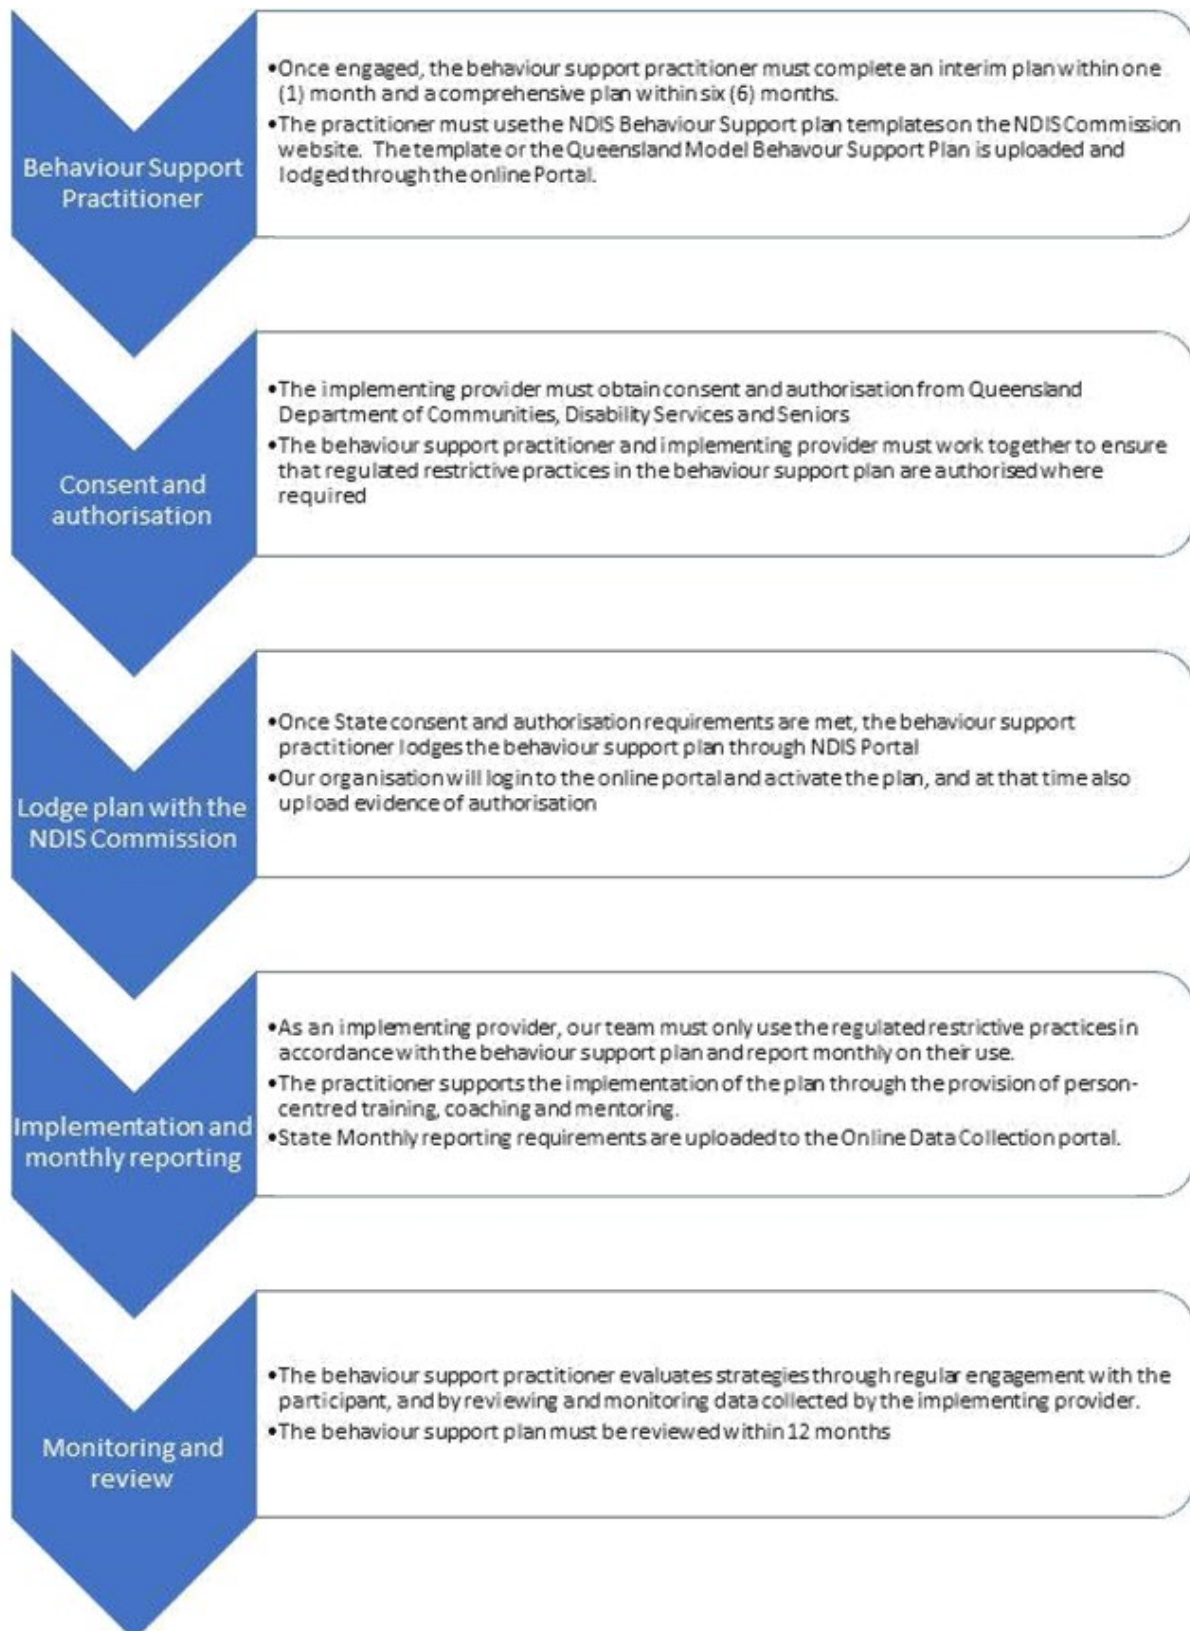 Behaviour Support
Practitioner
•Once engaged, the behaviour support practitioner must complete an interim plan within one
(1) month and a comprehensive plan within six (6) months.
•The practitioner must use the NDIS Behaviour Support plan templates on the NDIS Commission
website. The template or the Queensland Model Behavour Support Plan is uploaded and
lodged through the online Portal.
Consent and
authorisation
•The implementing provider must obtain consent and authorisation from Queensland
Department of Communities, Disability Services and Seniors
•The behaviour support practitioner and implementing provider must work together to ensure
that regulated restrictive practices in the behaviour support plan are authorised where
required
Lodge plan with the
NDIS Commission
•Once State consent and authorisation requirements are met, the behaviour support
practitioner lodges the behaviour support plan through NDIS Portal
•Our organisation will login to the online portal and activate the plan, and at that time also
upload evidence of authorisation
Implementation and
monthly reporting
•As an implementing provider, our team must only use the regulated restrictive practices in
accordance with the behaviour support plan and report monthly on their use.
•The practitioner supports the implementation of the plan through the provision of person-
centred training, coaching and mentoring.
•State Monthly reporting requirements are uploaded to the Online Data Collection portal.
Monitoring and
review
•The behaviour support practitioner evaluates strategies through regular engagement with the
participant, and by reviewing and monitoring data collected by the implementing provider.
•The behaviour support plan must be reviewed within 12 months